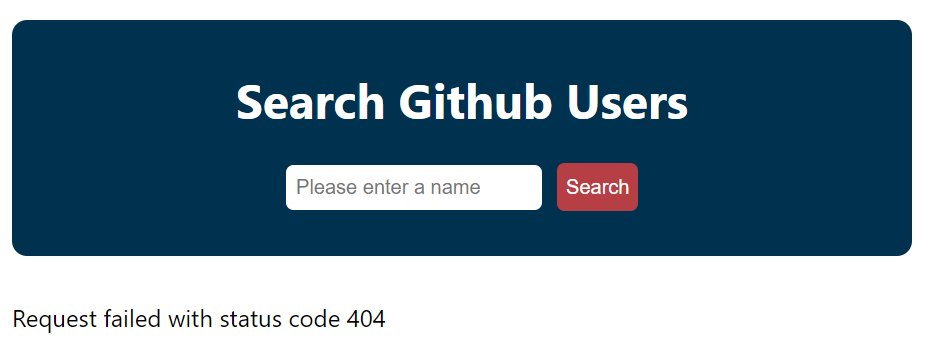 Search Github Users
Please enter a name
Search
Request failed with status code 404